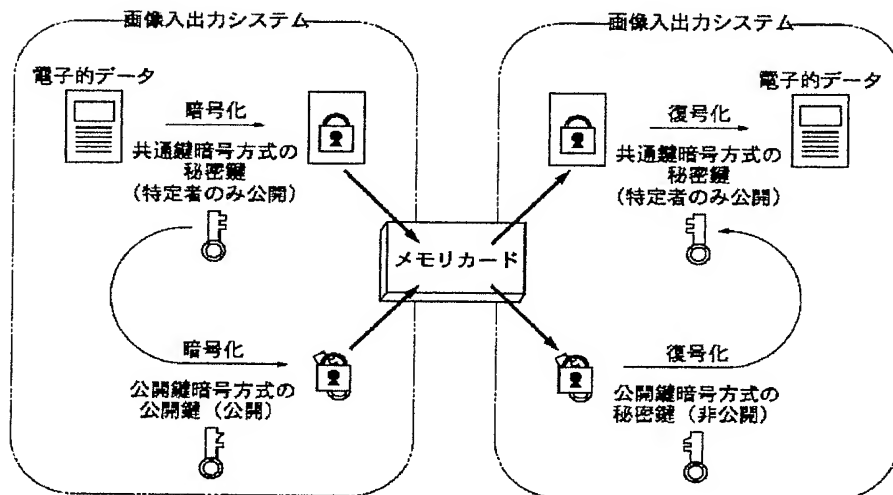 画像入出力システム
電子的データ
暗号化
共通鍵暗号方式の
秘密鍵
(特定者のみ公開)
暗号化
公開鍵暗号方式の
公開鍵(公開)
メモリカード
画像入出力システム
電子的データ
復号化
共通鍵暗号方式の
秘密鍵
(特定者のみ公開)
復号化
公開鍵暗号方式の
秘密鍵(非公開)